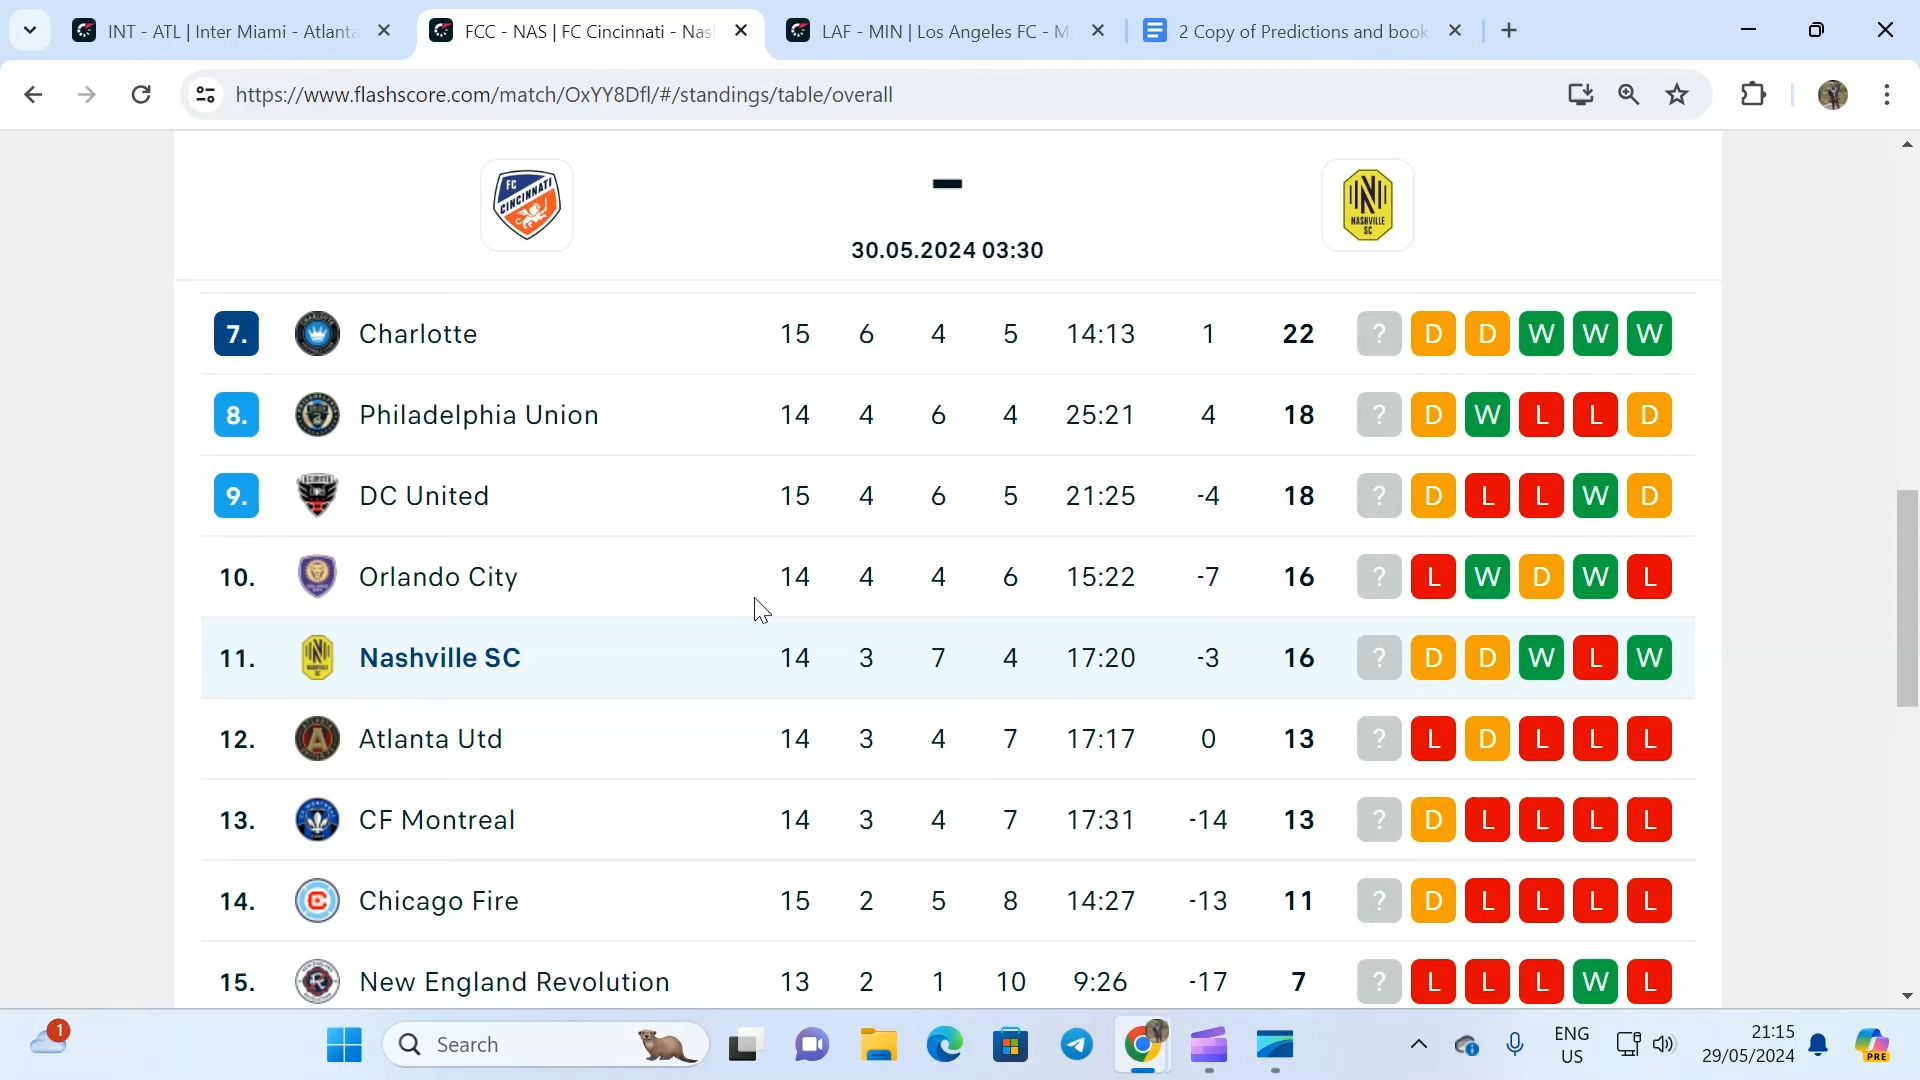 INT - ATL | Inter Miami - Atlanta
FCC - NAS | FC Cincinnati - Nas
LAF - MIN | Los Angeles FC - M
2 Copy of Predictions and book
https://www.flashscore.com/match/OxYY8Dfl/#/standings/table/overall
FC CINCINNATI
-
NASHVILLE SC
30.05.2024 03:30
7. Charlotte 15 6 4 5 14:13 1 22 ? D D W W W
8. Philadelphia Union 14 4 6 4 25:21 4 18 ? D W L L D
9. DC United 15 4 6 5 21:25 -4 18 ? D L L W D
10. Orlando City 14 4 4 6 15:22 -7 16 ? L W D W L
11. Nashville SC 14 3 7 4 17:20 -3 16 ? D D W L W
12. Atlanta Utd 14 3 4 7 17:17 0 13 ? L D L L L
13. CF Montreal 14 3 4 7 17:31 -14 13 ? D L L L L
14. Chicago Fire 15 2 5 8 14:27 -13 11 ? D L L L L
15. New England Revolution 13 2 1 10 9:26 -17 7 ? L L L W L
1
Search
ENG
US
21:15
29/05/2024
PRE